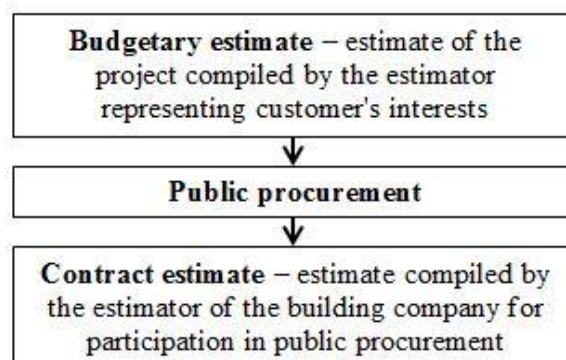 Budgetary estimate – estimate of the
project compiled by the estimator
representing customer's interests
Public procurement
Contract estimate – estimate compiled by
the estimator of the building company for
participation in public procurement